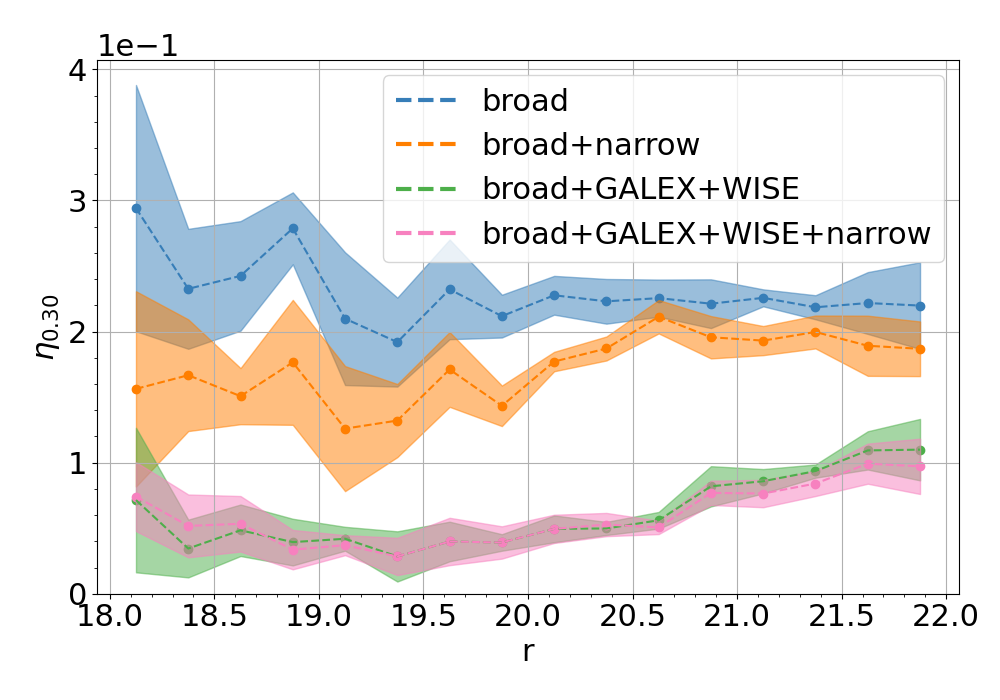 1e−1
4
3
2
1
0
η0.30
broad
broad+narrow
broad+GALEX+WISE
broad+GALEX+WISE+narrow
18.0 18.5 19.0 19.5 20.0 20.5 21.0 21.5 22.0
r